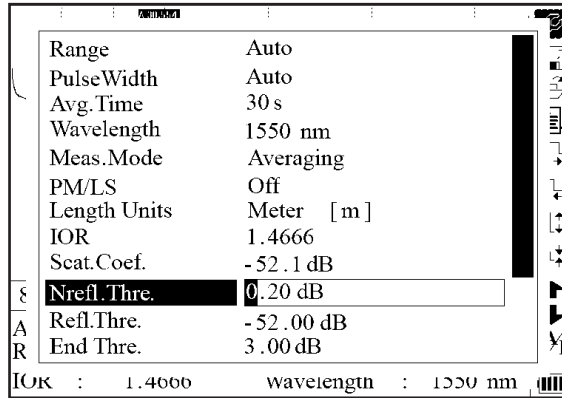 Range Auto
PulseWidth Auto
Avg.Time 30 s
Wavelength 1550 nm
Meas.Mode Averaging
PM/LS Off
Length Units Meter [ m ]
IOR 1.4666
Scat.Coef. -52.1 dB
Nrefl.Thre. 0.20 dB
Refl.Thre. -52.00 dB
End Thre. 3.00 dB
A
R
IOR : 1.4666 Wavelength : 1550 nm